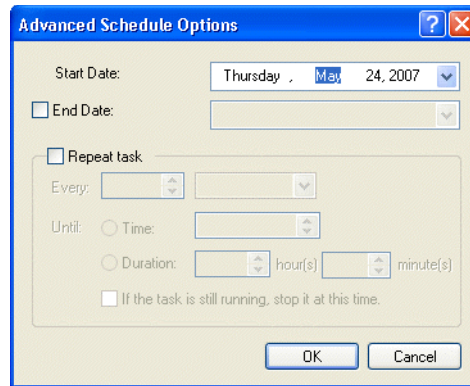 Advanced Schedule Options
Start Date: Thursday , May 24, 2007
End Date:
Repeat task
Every:
Until: Time:
Duration: hour(s) minute(s)
If the task is still running, stop it at this time.
OK Cancel